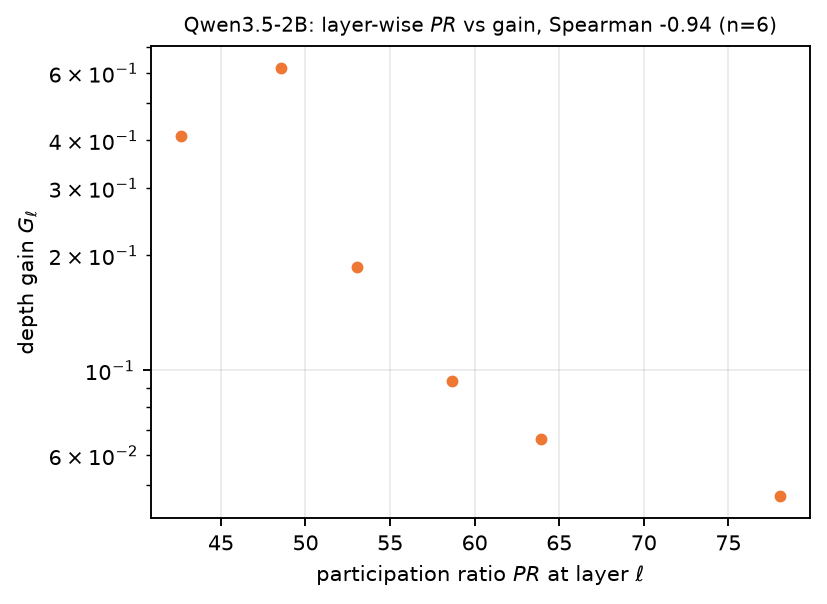 Qwen3.5-2B: layer-wise PR vs gain, Spearman -0.94 (n=6)
depth gain Gℓ
6 × 10⁻¹
4 × 10⁻¹
3 × 10⁻¹
2 × 10⁻¹
10⁻¹
6 × 10⁻²
45 50 55 60 65 70 75
participation ratio PR at layer ℓ